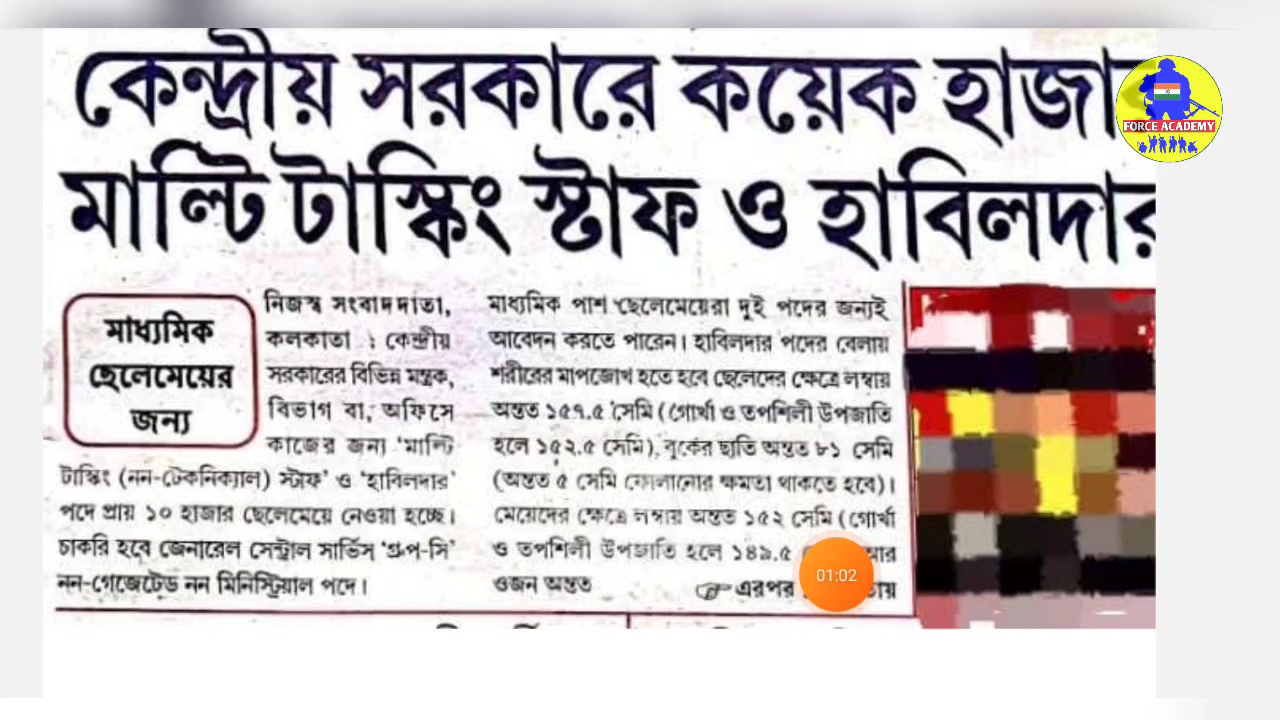 কেন্দ্রীয় সরকারে কয়েক হাজার
মাল্টি টাস্কিং স্টাফ ও হাবিলদার
FORCE ACADEMY
মাধ্যমিক
ছেলেমেয়ের
জন্য
নিজস্ব সংবাদদাতা,
কলকাতা : কেন্দ্রীয়
সরকারের বিভিন্ন মন্ত্রক,
বিভাগ বা, অফিসে
কাজের জন্য 'মাল্টি
টাস্কিং (নন-টেকনিক্যাল) স্টাফ' ও 'হাবিলদার'
পদে প্রায় ১০ হাজার ছেলেমেয়ে নেওয়া হচ্ছে।
চাকরি হবে জেনারেল সেন্ট্রাল সার্ভিস 'গ্রুপ-সি'
নন-গেজেটেড নন মিনিস্ট্রিয়াল পদে।
মাধ্যমিক পাশ ছেলেমেয়েরা দুই পদের জন্যই
আবেদন করতে পারেন। হাবিলদার পদের বেলায়
শরীরের মাপজোখ হতে হবে ছেলেদের ক্ষেত্রে লম্বায়
অন্তত ১৫৭.৫ সেমি (গোর্খা ও তপশিলী উপজাতি
হলে ১৫২.৫ সেমি), বুকের ছাতি অন্তত ৮১ সেমি
(অন্তত ৫ সেমি ফোলানোর ক্ষমতা থাকতে হবে)।
মেয়েদের ক্ষেত্রে লম্বায় অন্তত ১৫২ সেমি (গোর্খা
ও তপশিলী উপজাতি হলে ১৪৯.৫ আর
ওজন অন্তত এরপর
01:02